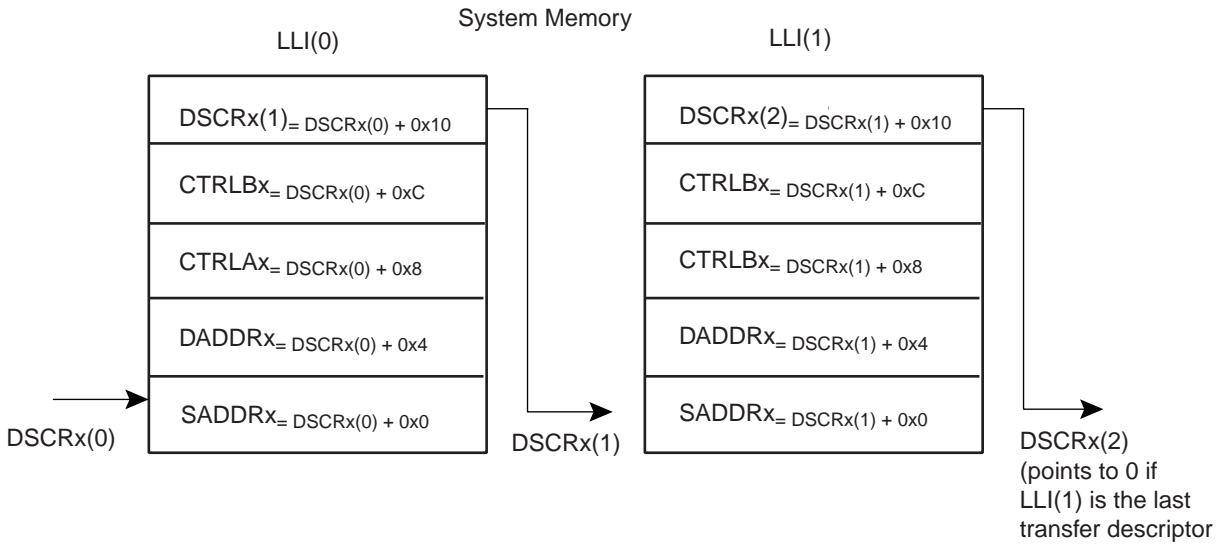 System Memory
LLI(0)
LLI(1)
DSCRx(1)= DSCRx(0) + 0x10
CTRLBx= DSCRx(0) + 0xC
CTRLAx= DSCRx(0) + 0x8
DADDRx= DSCRx(0) + 0x4
SADDRx= DSCRx(0) + 0x0
DSCRx(0)
DSCRx(1)
DSCRx(2)= DSCRx(1) + 0x10
CTRLBx= DSCRx(1) + 0xC
CTRLBx= DSCRx(1) + 0x8
DADDRx= DSCRx(1) + 0x4
SADDRx= DSCRx(1) + 0x0
DSCRx(2)
(points to 0 if
LLI(1) is the last
transfer descriptor